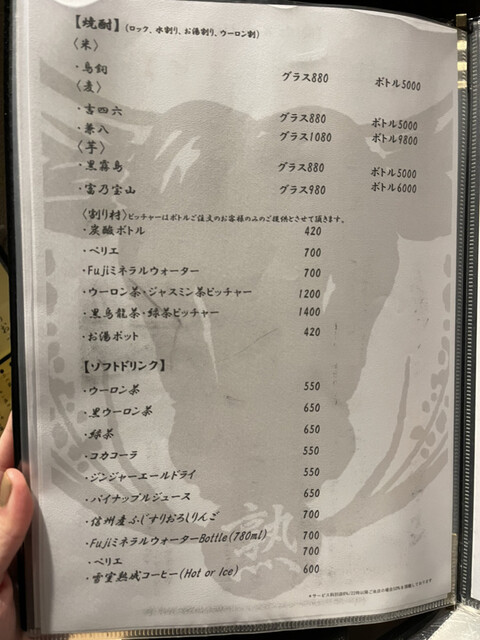 【焼酎】(ロック、水割り、お湯割り、ウーロン割)
〈米〉
・鳥飼 グラス880 ボトル5000
〈麦〉
・吉四六 グラス880 ボトル5000
・兼八 グラス1080 ボトル9800
〈芋〉
・黒霧島 グラス880 ボトル5000
・富乃宝山 グラス980 ボトル6000
〈割り材〉ピッチャーはボトルご注文のお客様のみのご提供とさせて頂きます。
・炭酸ボトル 420
・ペリエ 700
・Fujiミネラルウォーター 700
・ウーロン茶・ジャスミン茶ピッチャー 1200
・黒烏龍茶・緑茶ピッチャー 1400
・お湯ポット 420
【ソフトドリンク】
・ウーロン茶 550
・黒ウーロン茶 650
・緑茶 650
・コカコーラ 550
・ジンジャーエールドライ 550
・パイナップルジュース 650
・信州産ふじすりおろしりんご 700
・FujiミネラルウォーターBottle(780ml) 700
・ペリエ 700
・雪室熟成コーヒー(Hot or Ice) 600
熟